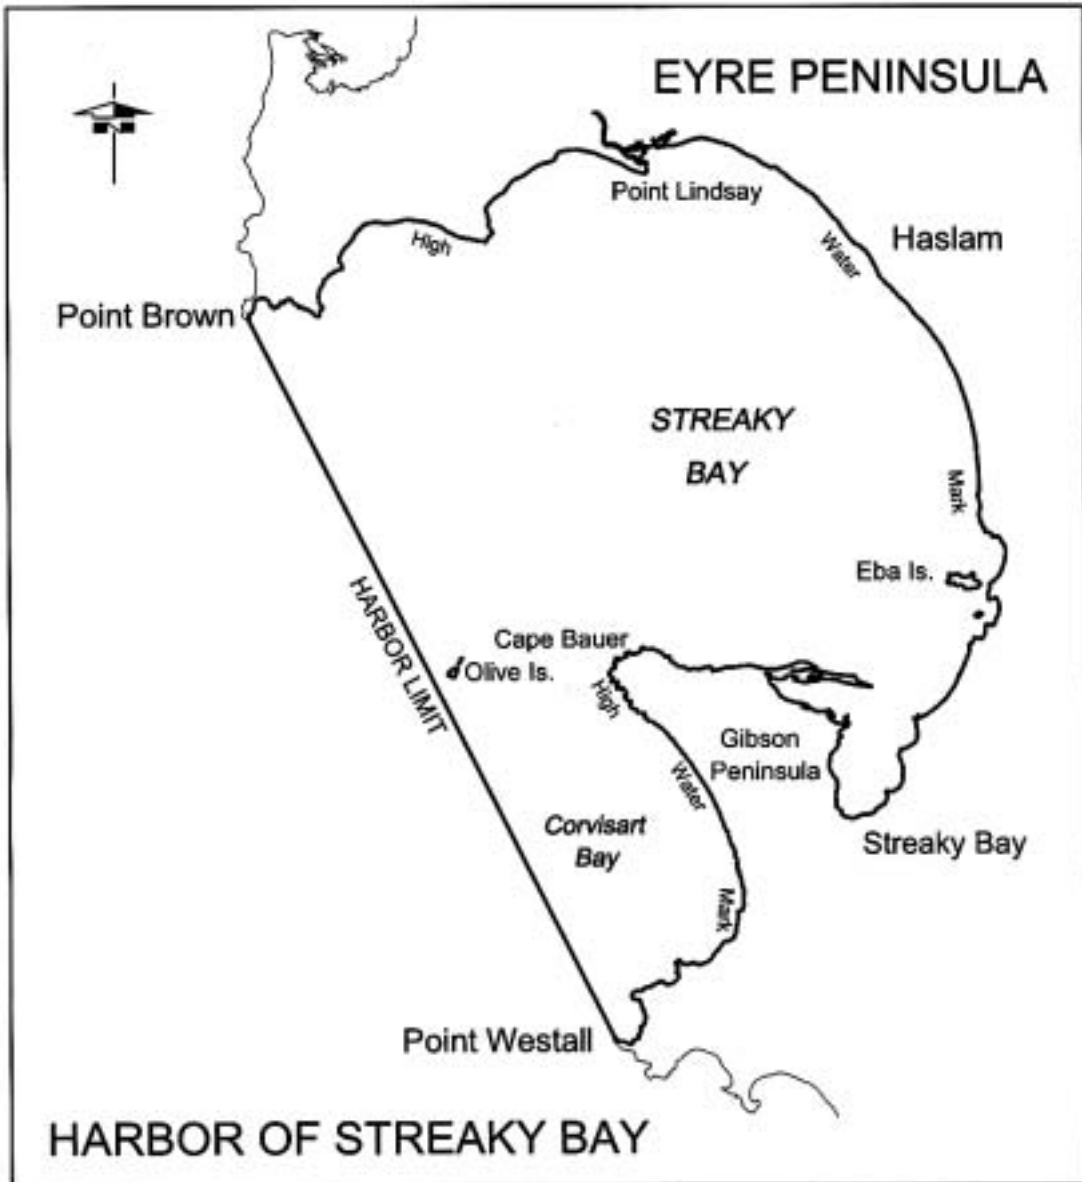 EYRE PENINSULA
N
Point Lindsay
High
Water
Haslam
Point Brown
STREAKY
BAY
Mark
Eba Is.
HARBOR LIMIT
Cape Bauer
Olive Is.
High
Gibson
Peninsula
Water
Corvisart
Bay
Streaky Bay
Mark
Point Westall
HARBOR OF STREAKY BAY